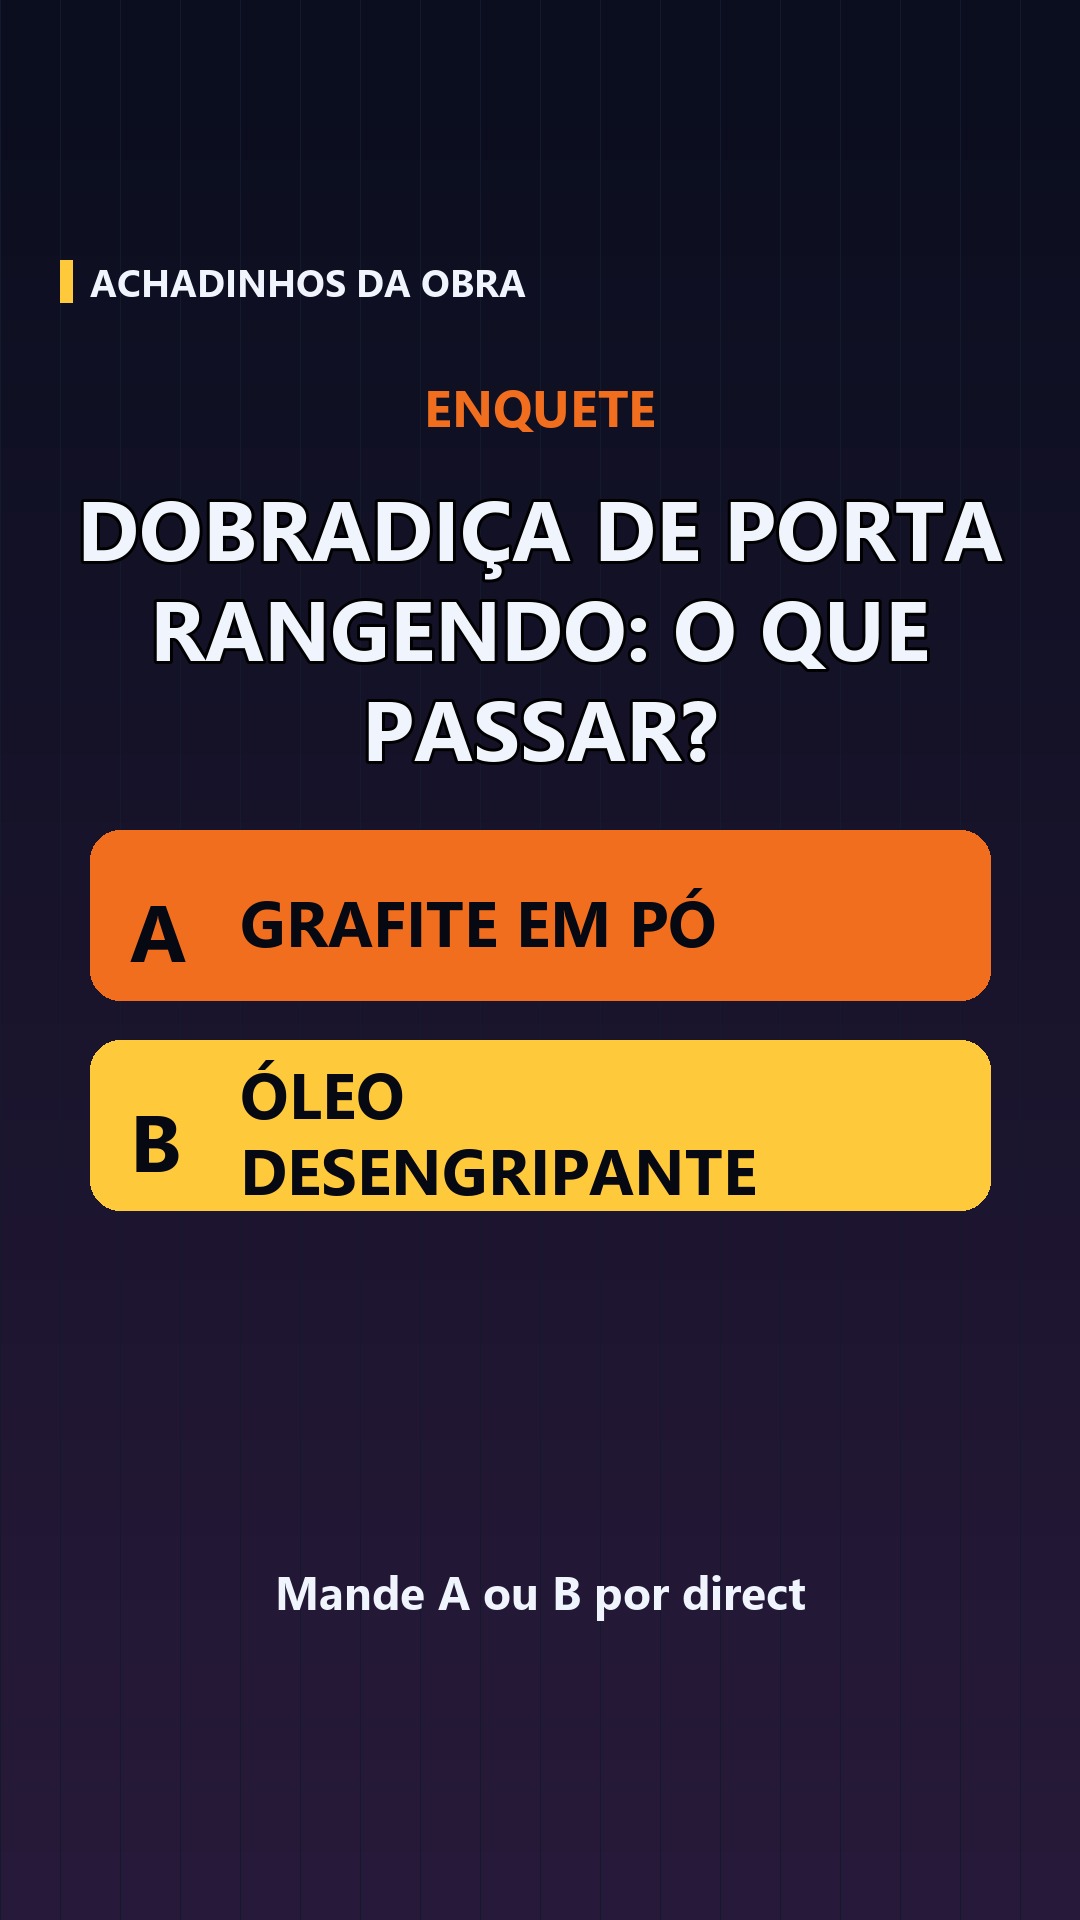 ACHADINHOS DA OBRA
ENQUETE
DOBRADIÇA DE PORTA
RANGENDO: O QUE
PASSAR?
A GRAFITE EM PÓ
B ÓLEO
DESENGRIPANTE
Mande A ou B por direct